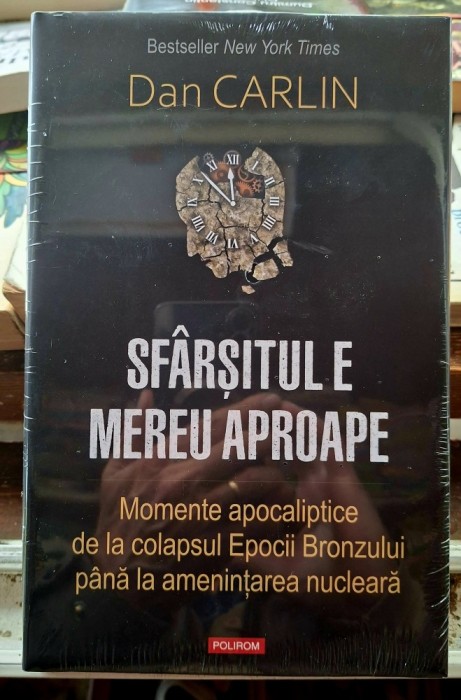 Bestseller New York Times
Dan CARLIN
XII
SFÂRȘITUL E
MEREU APROAPE
Momente apocaliptice
de la colapsul Epocii Bronzului
până la amenințarea nucleară
POLIROM